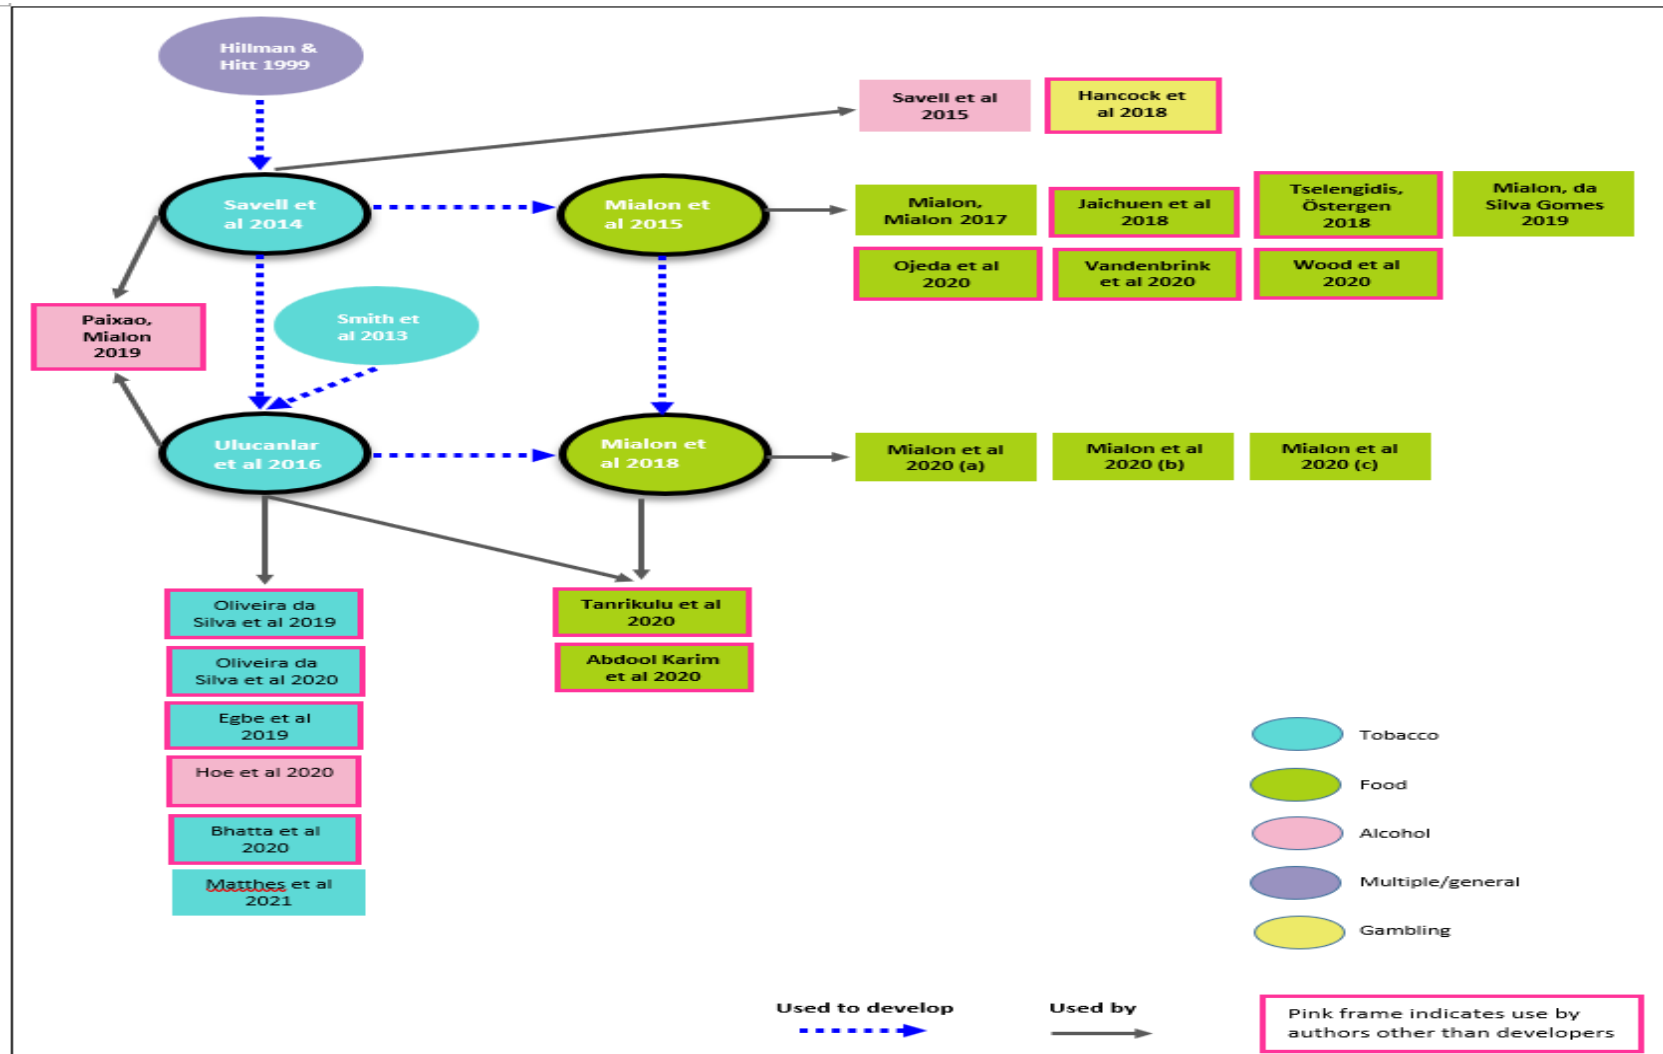 Hillman &
Hitt 1999
Savell et al
2015
Hancock et
al 2018
Savell et
al 2014
Mialon et
al 2015
Mialon,
Mialon 2017
Jaichuen et al
2018
Tselengidis,
Östergen
2018
Mialon, da
Silva Gomes
2019
Ojeda et al
2020
Vandenbrink
et al 2020
Wood et al
2020
Paixao,
Mialon
2019
Smith et
al 2013
Ulucanlar
et al 2016
Mialon et
al 2018
Mialon et al
2020 (a)
Mialon et al
2020 (b)
Mialon et al
2020 (c)
Oliveira da
Silva et al 2019
Oliveira da
Silva et al 2020
Egbe et al
2019
Hoe et al 2020
Bhatta et al
2020
Matthes et al
2021
Tanrikulu et al
2020
Abdool Karim
et al 2020
Tobacco
Food
Alcohol
Multiple/general
Gambling
Used to develop
Used by
Pink frame indicates use by
authors other than developers